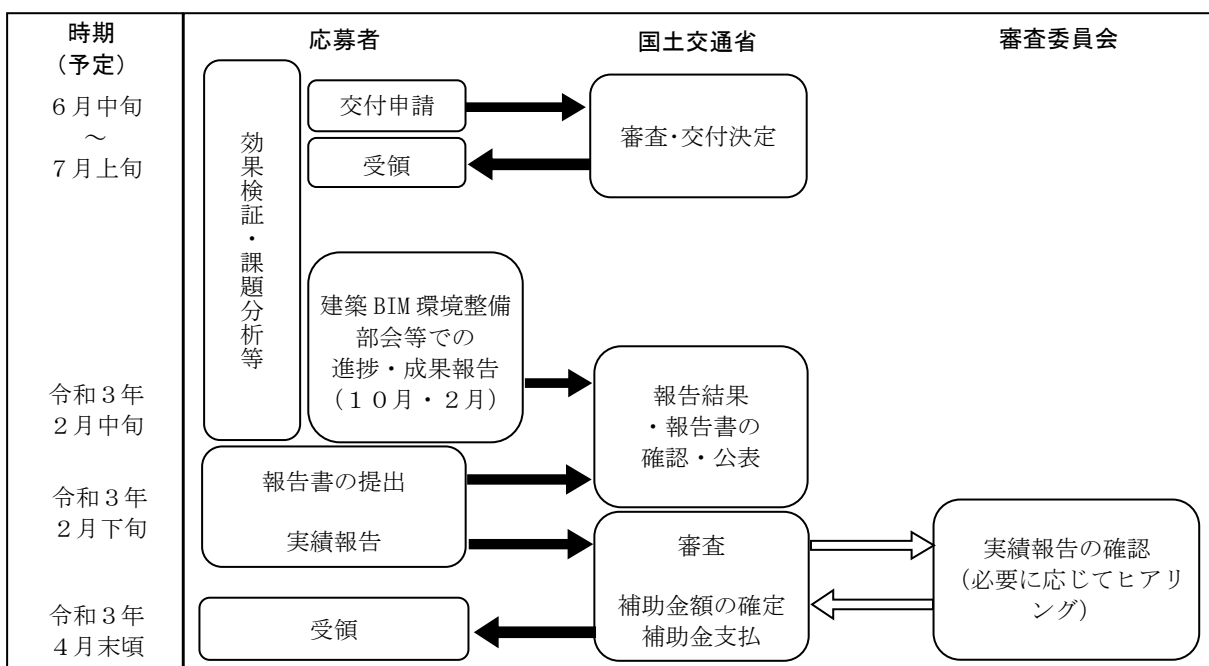 時期
（予定）
応募者
国土交通省
審査委員会
６月中旬
～
７月上旬
効果検証・課題分析等
交付申請
受領
審査・交付決定
建築 BIM 環境整備
部会等での
進捗・成果報告
（１０月・２月）
令和３年
２月中旬
報告結果
・報告書の
確認・公表
令和３年
２月下旬
報告書の提出
実績報告
審査
補助金額の確定
補助金支払
実績報告の確認
（必要に応じてヒアリ
ング）
令和３年
４月末頃
受領